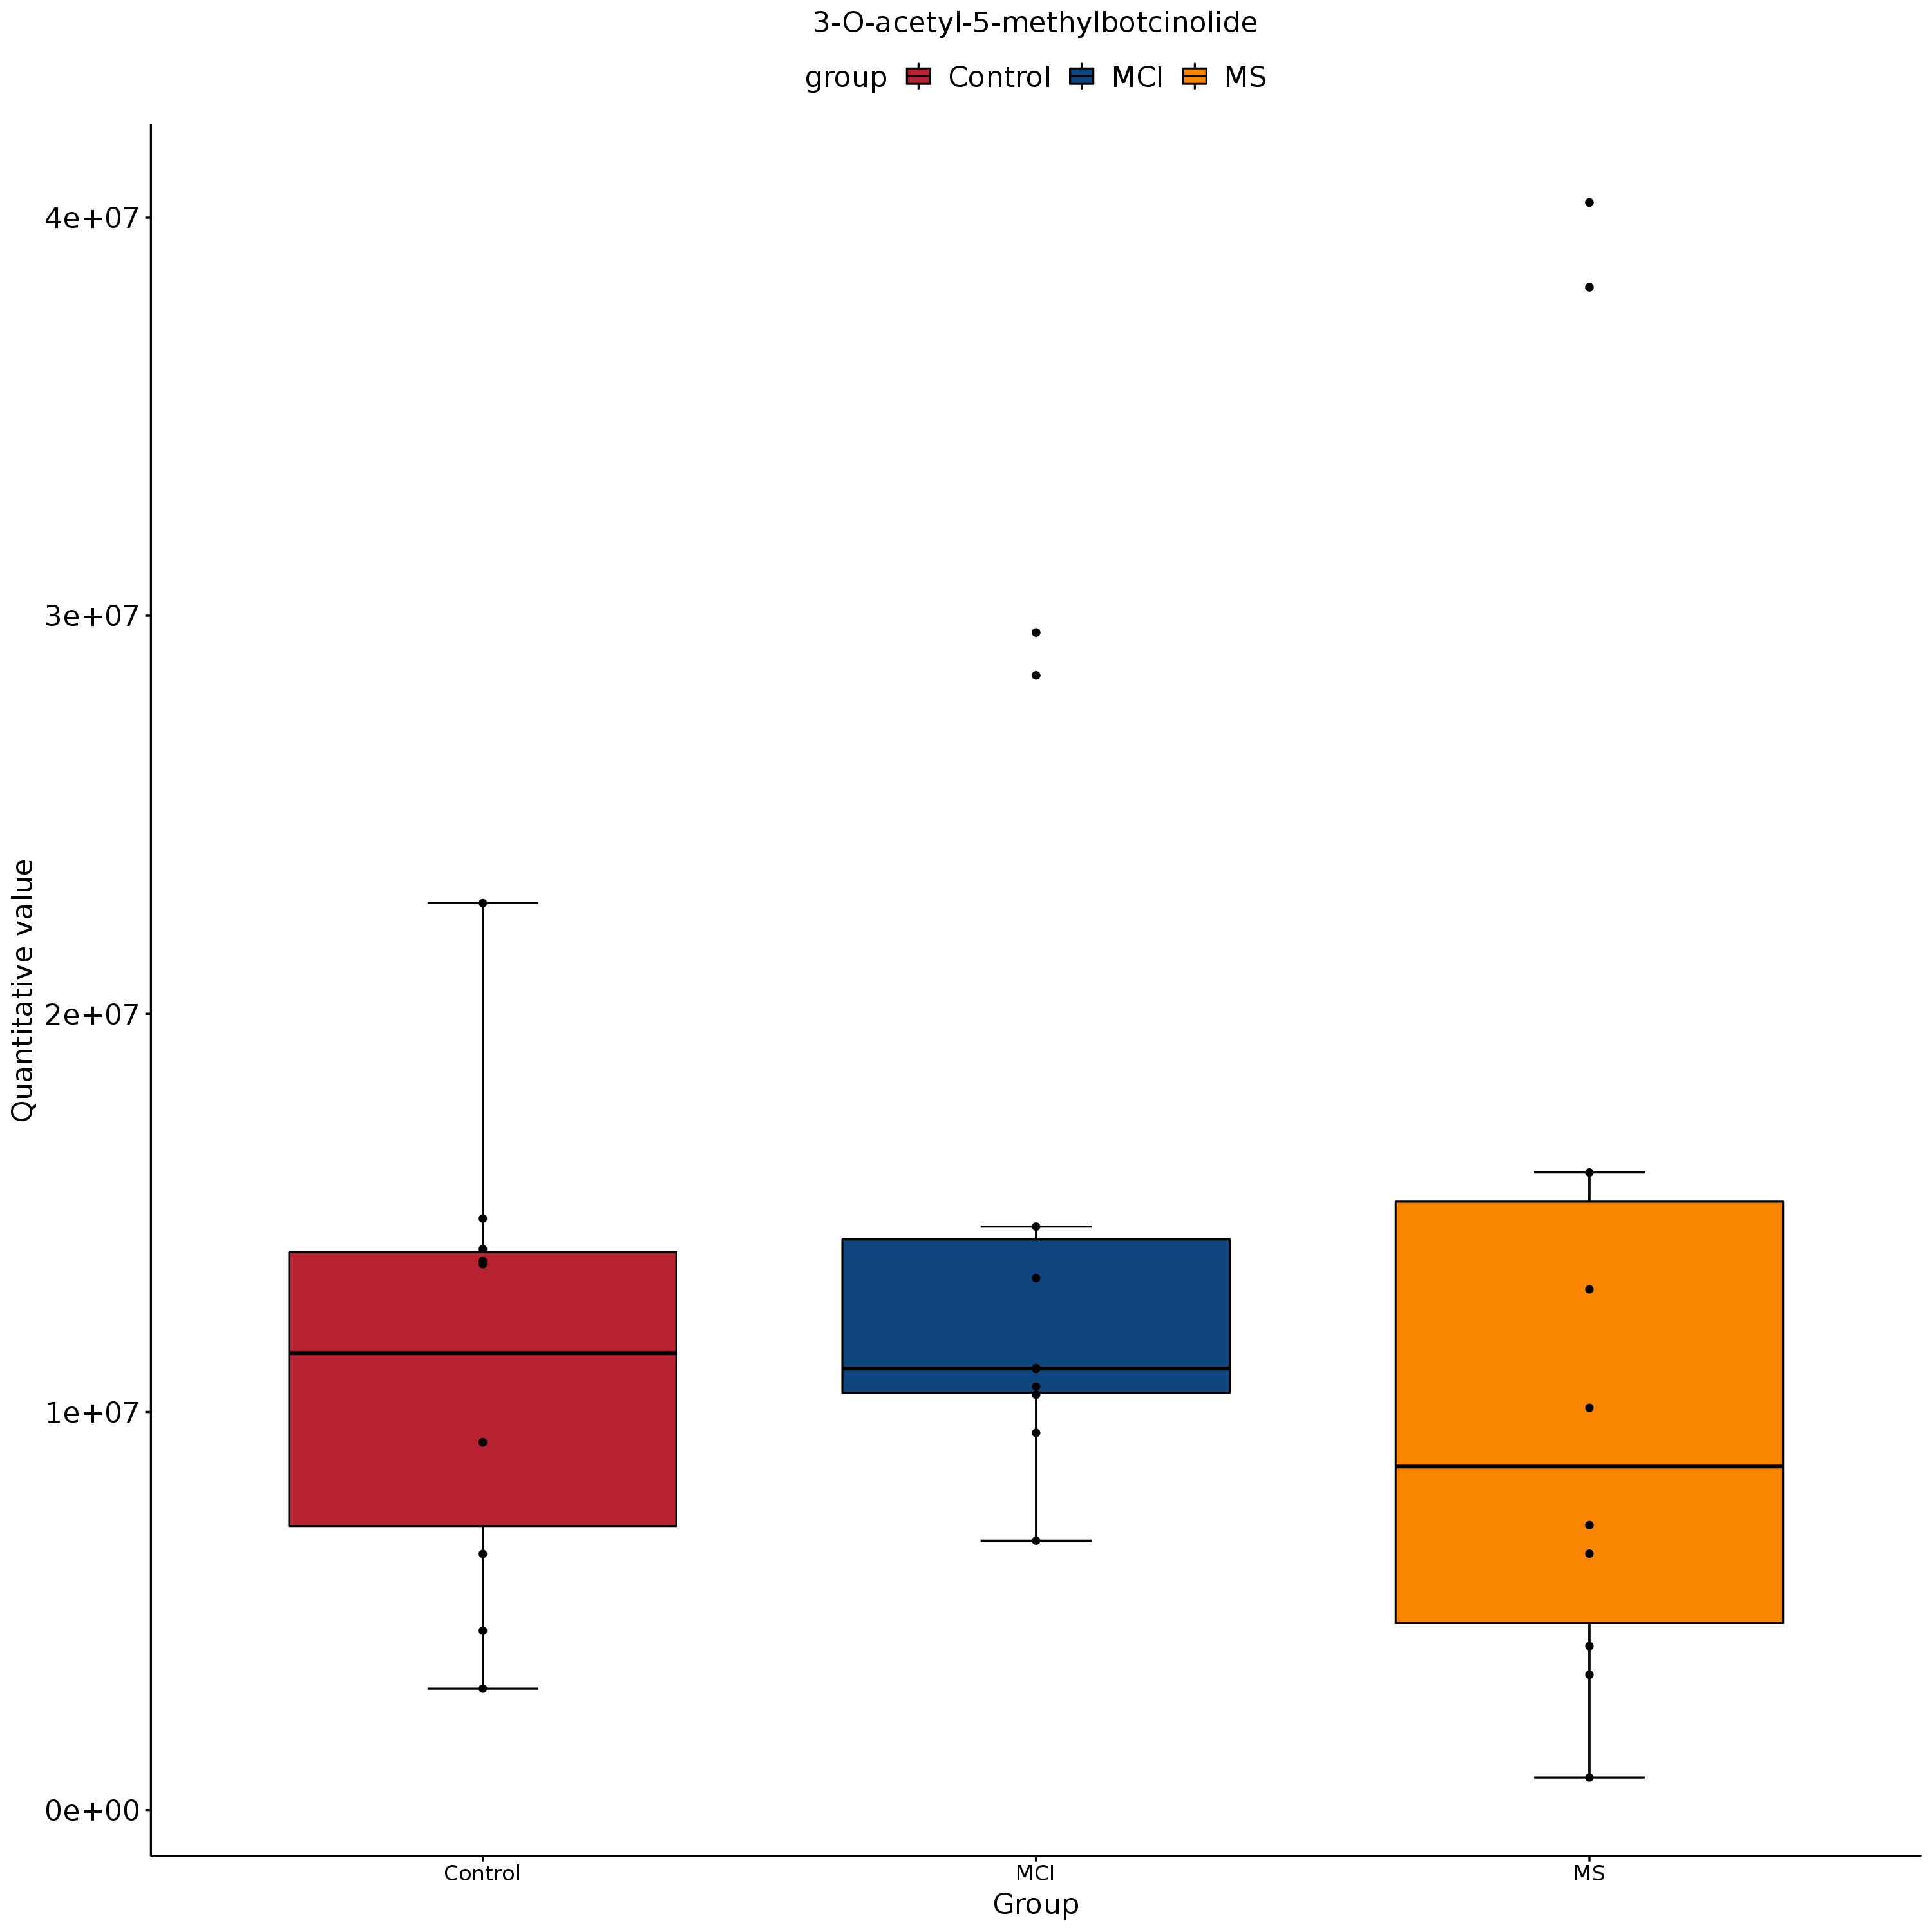 3-O-acetyl-5-methylbotcinolide
group Control MCI MS
4e+07
3e+07
2e+07
1e+07
0e+00
Quantitative value
Control MCI MS
Group